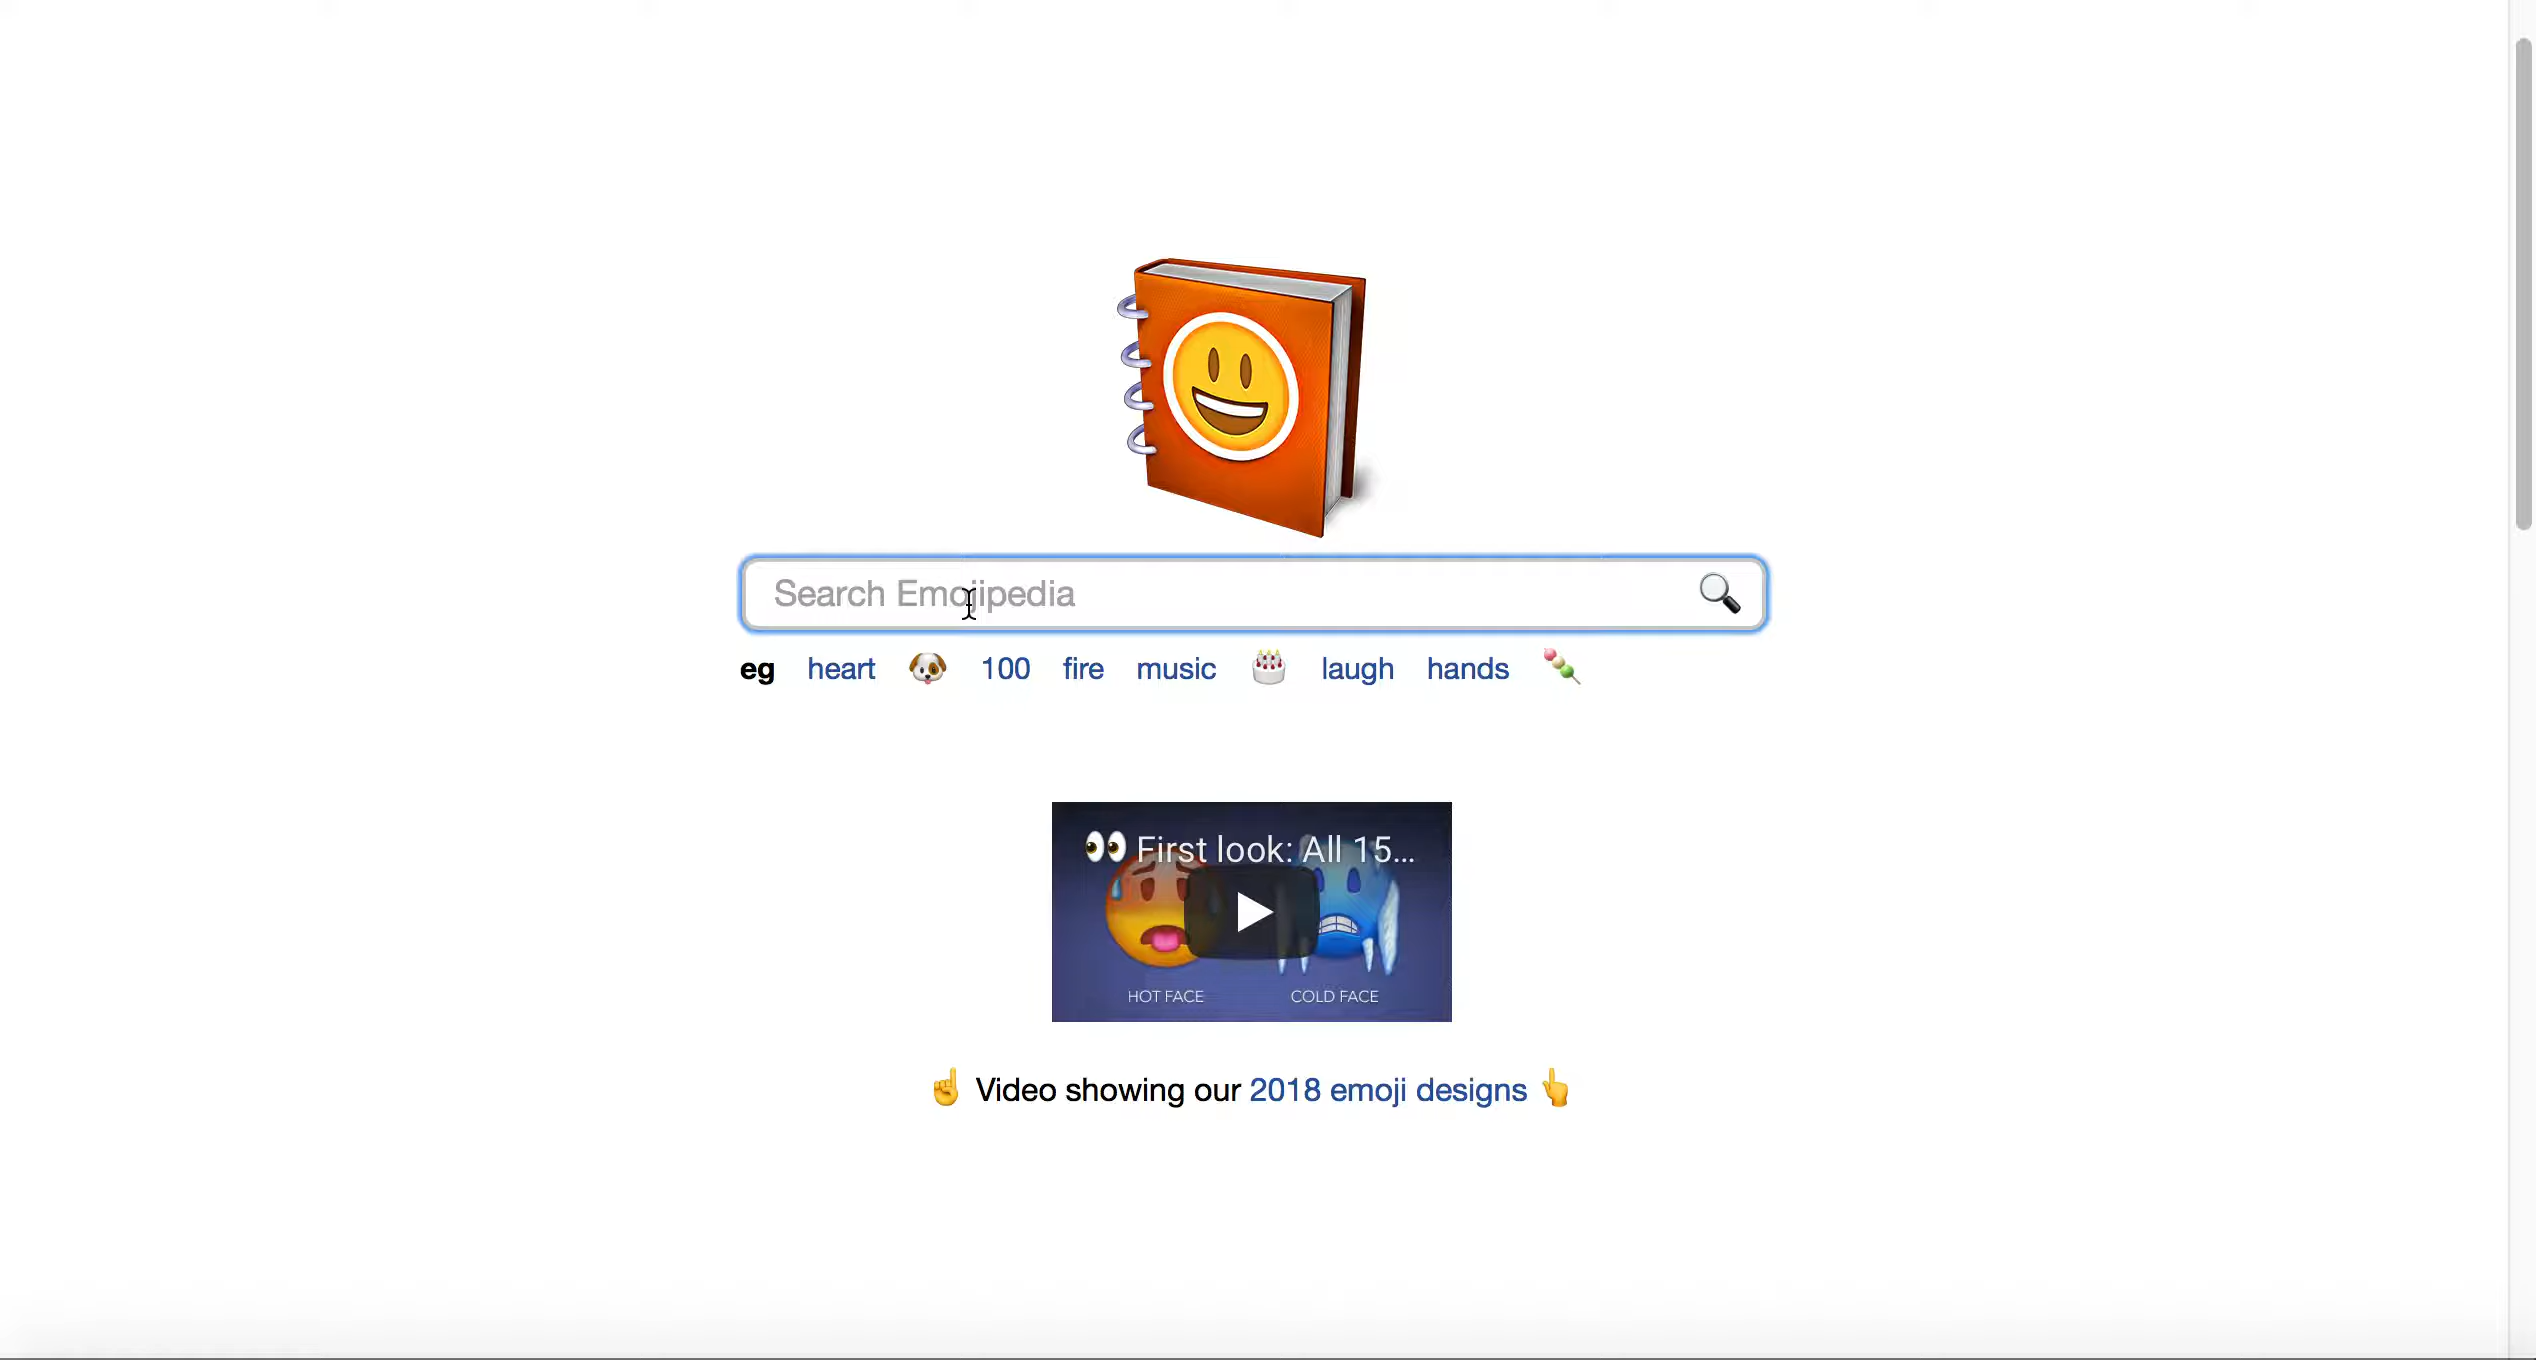 Search Emojipedia
eg heart 100 fire music laugh hands
First look: All 15...
HOT FACE COLD FACE
Video showing our 2018 emoji designs